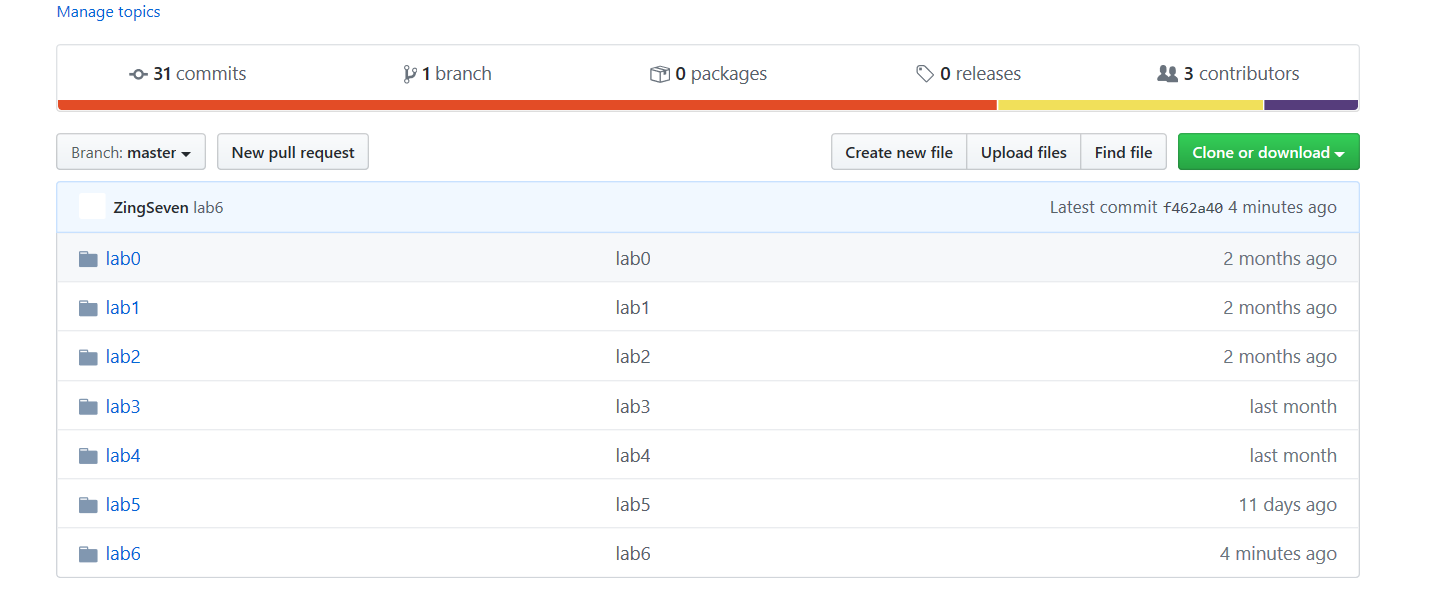 Manage topics
31 commits 1 branch 0 packages 0 releases 3 contributors
Branch: master New pull request Create new file Upload files Find file Clone or download
ZingSeven lab6 Latest commit f462a40 4 minutes ago
lab0 lab0 2 months ago
lab1 lab1 2 months ago
lab2 lab2 2 months ago
lab3 lab3 last month
lab4 lab4 last month
lab5 lab5 11 days ago
lab6 lab6 4 minutes ago